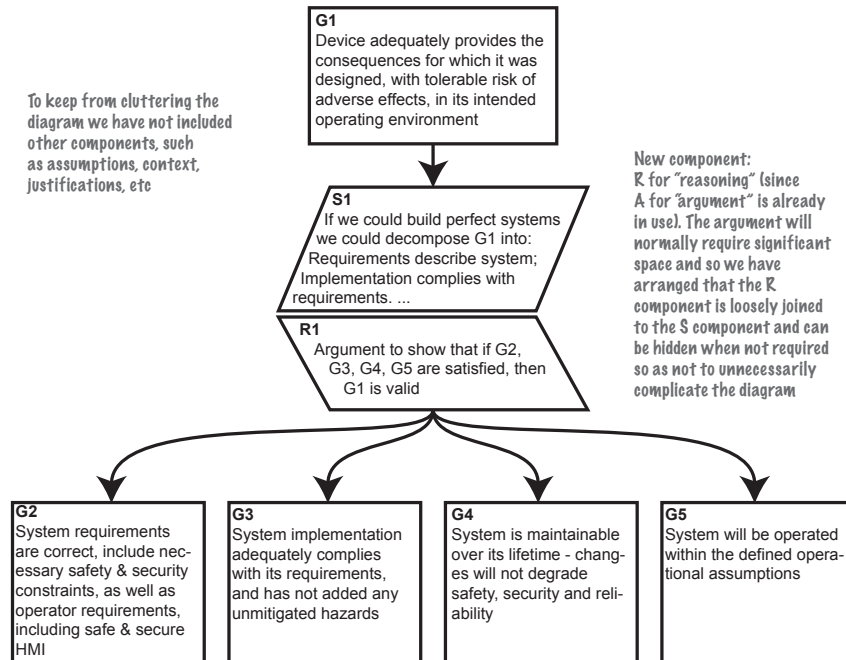 G1
Device adequately provides the
consequences for which it was
designed, with tolerable risk of
adverse effects, in its intended
operating environment
To keep from cluttering the
diagram we have not included
other components, such
as assumptions, context,
justifications, etc
S1
If we could build perfect systems
we could decompose G1 into:
Requirements describe system;
Implementation complies with
requirements. ...
New component:
R for "reasoning" (since
A for "argument" is already
in use). The argument will
normally require significant
space and so we have
arranged that the R
component is loosely joined
to the S component and can
be hidden when not required
so as not to unnecessarily
complicate the diagram
R1
Argument to show that if G2,
G3, G4, G5 are satisfied, then
G1 is valid
G2
System requirements
are correct, include nec-
essary safety & security
constraints, as well as
operator requirements,
including safe & secure
HMI
G3
System implementation
adequately complies
with its requirements,
and has not added any
unmitigated hazards
G4
System is maintainable
over its lifetime - chang-
es will not degrade
safety, security and reli-
ability
G5
System will be operated
within the defined opera-
tional assumptions